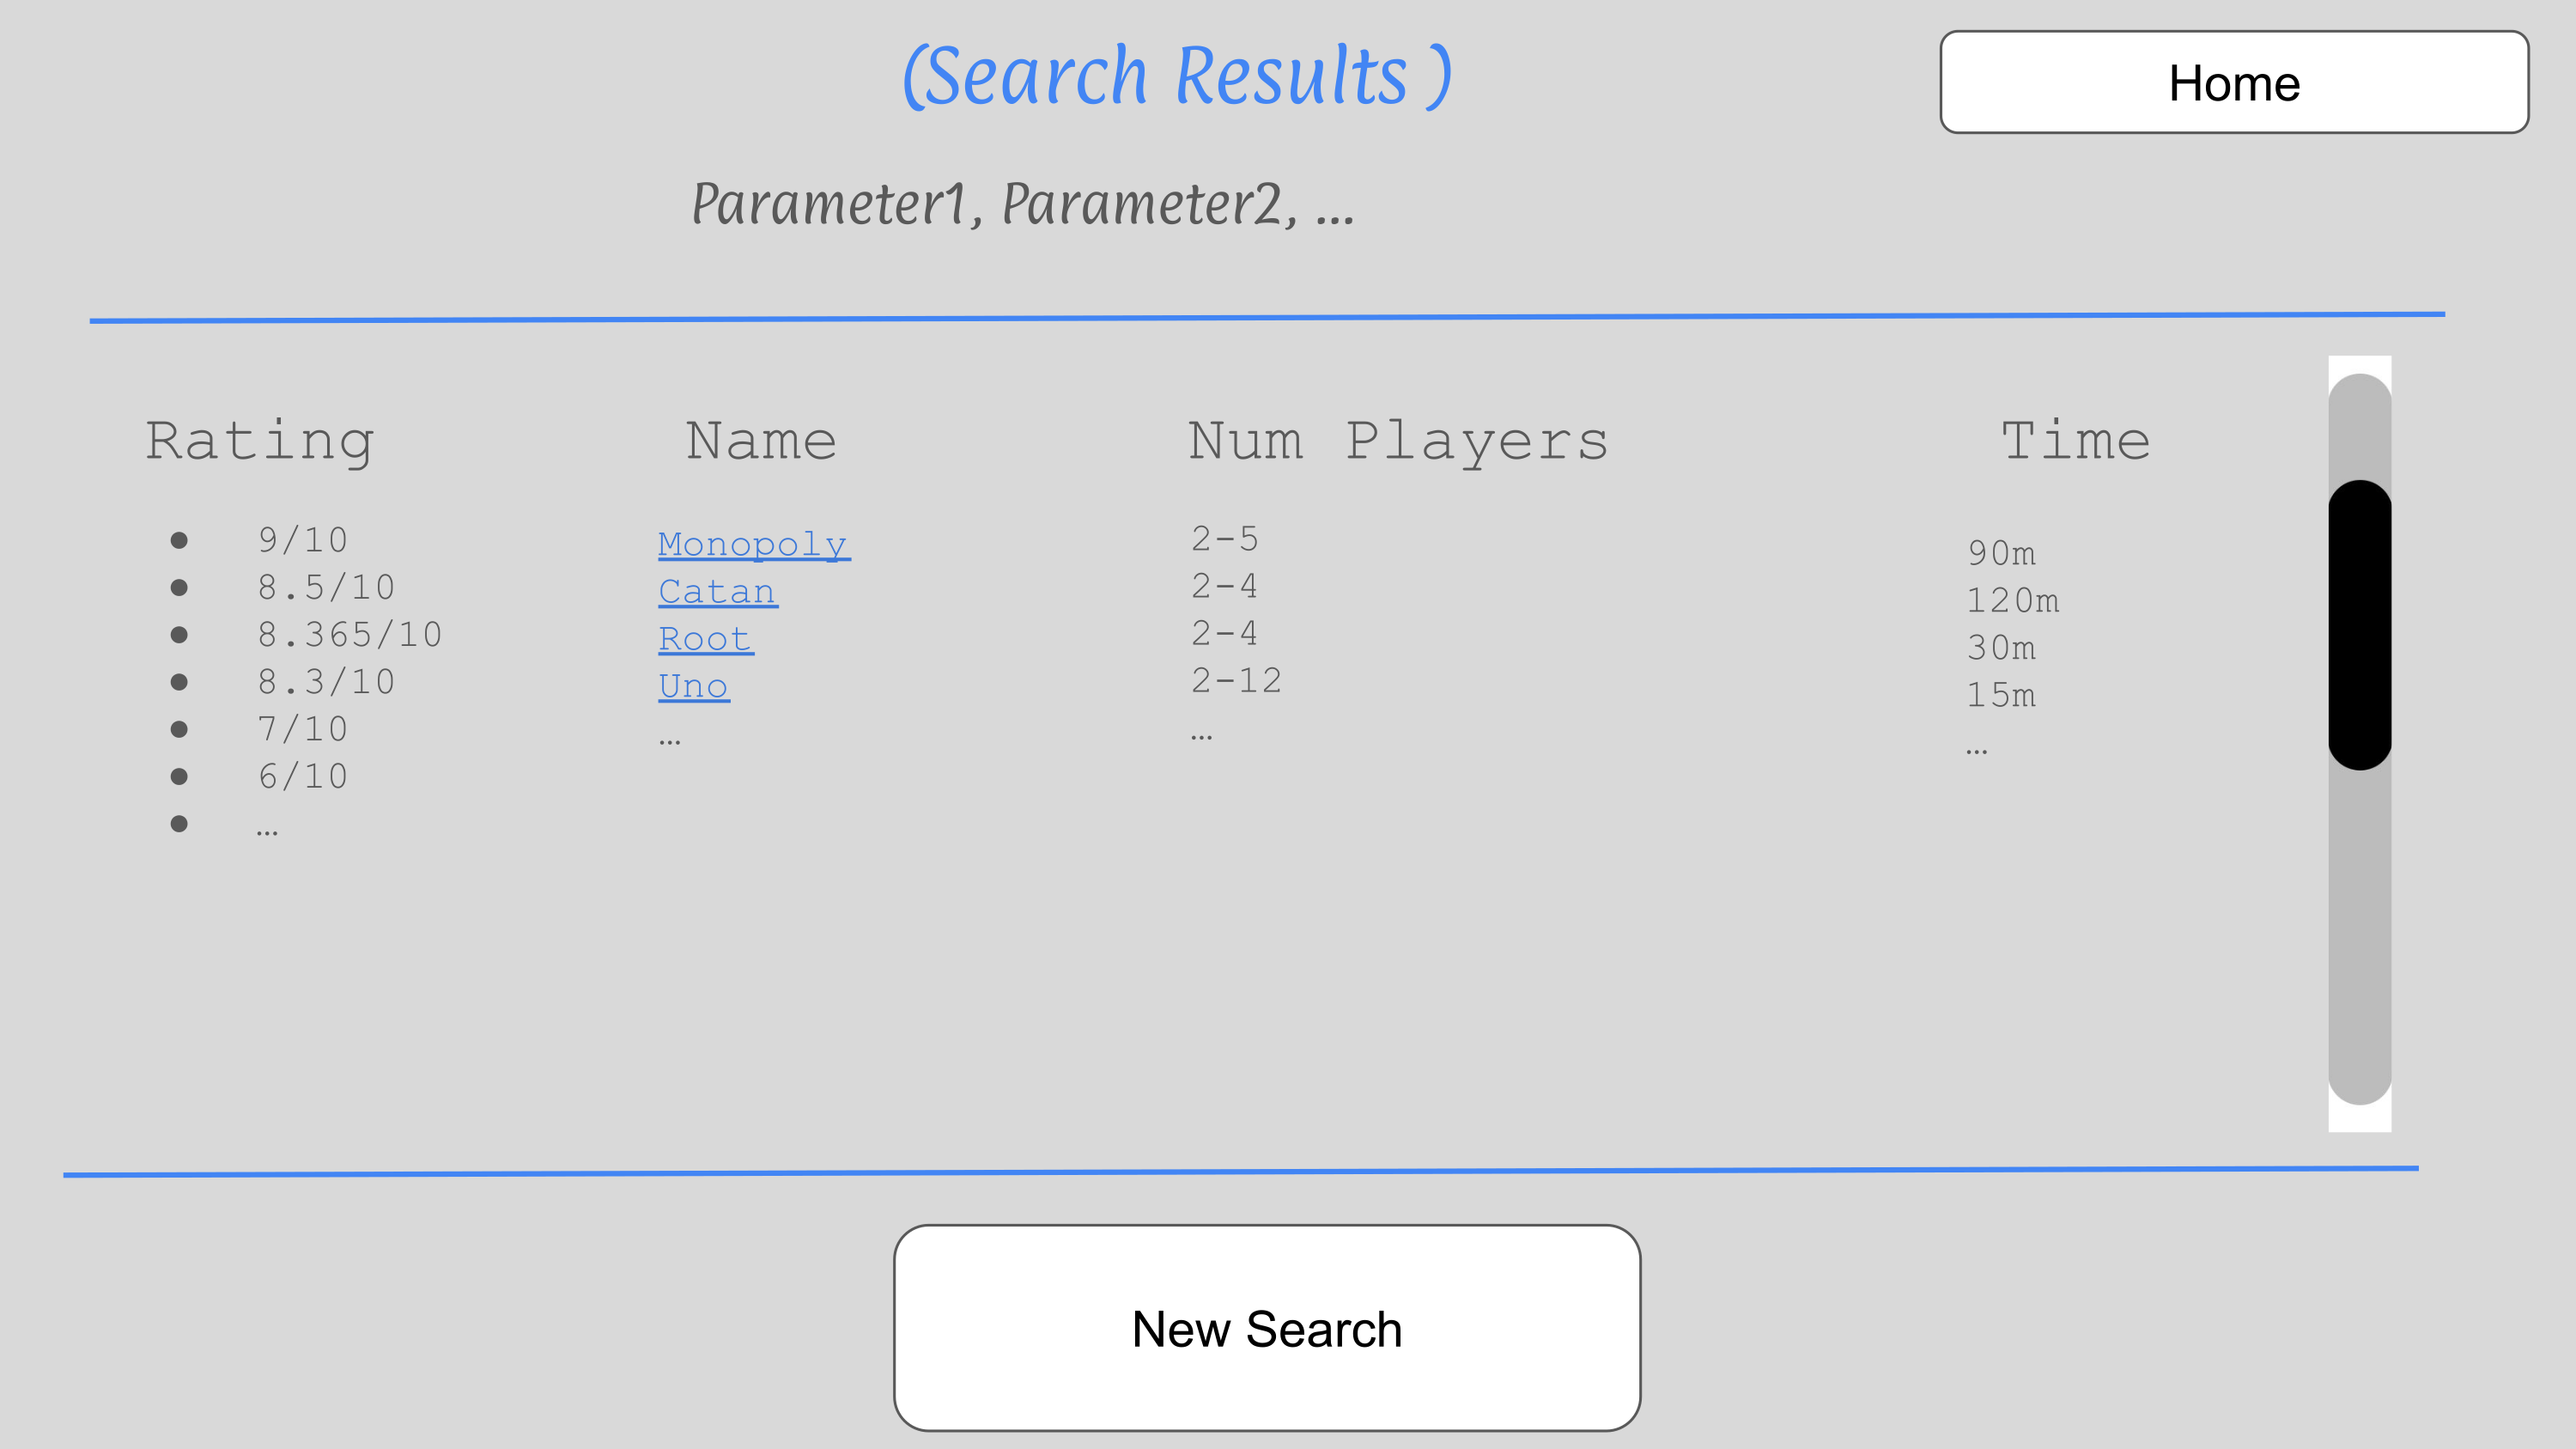 (Search Results )
Home
Parameter1, Parameter2, ...
Rating Name Num Players Time
● 9/10 Monopoly 2-5 90m
● 8.5/10 Catan 2-4 120m
● 8.365/10 Root 2-4 30m
● 8.3/10 Uno 2-12 15m
● 7/10 … … …
● 6/10
● …
New Search